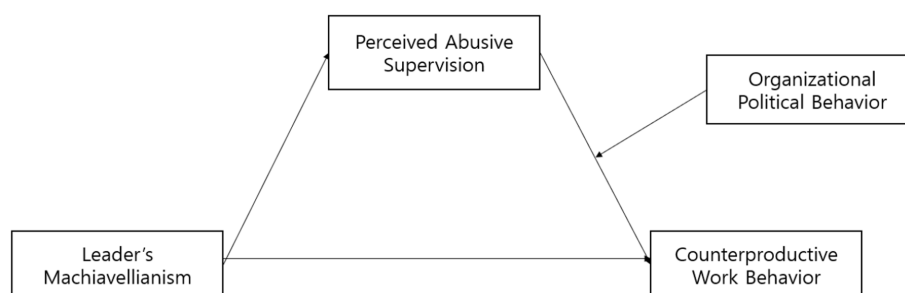 Perceived Abusive
Supervision
Organizational
Political Behavior
Leader's
Machiavellianism
Counterproductive
Work Behavior